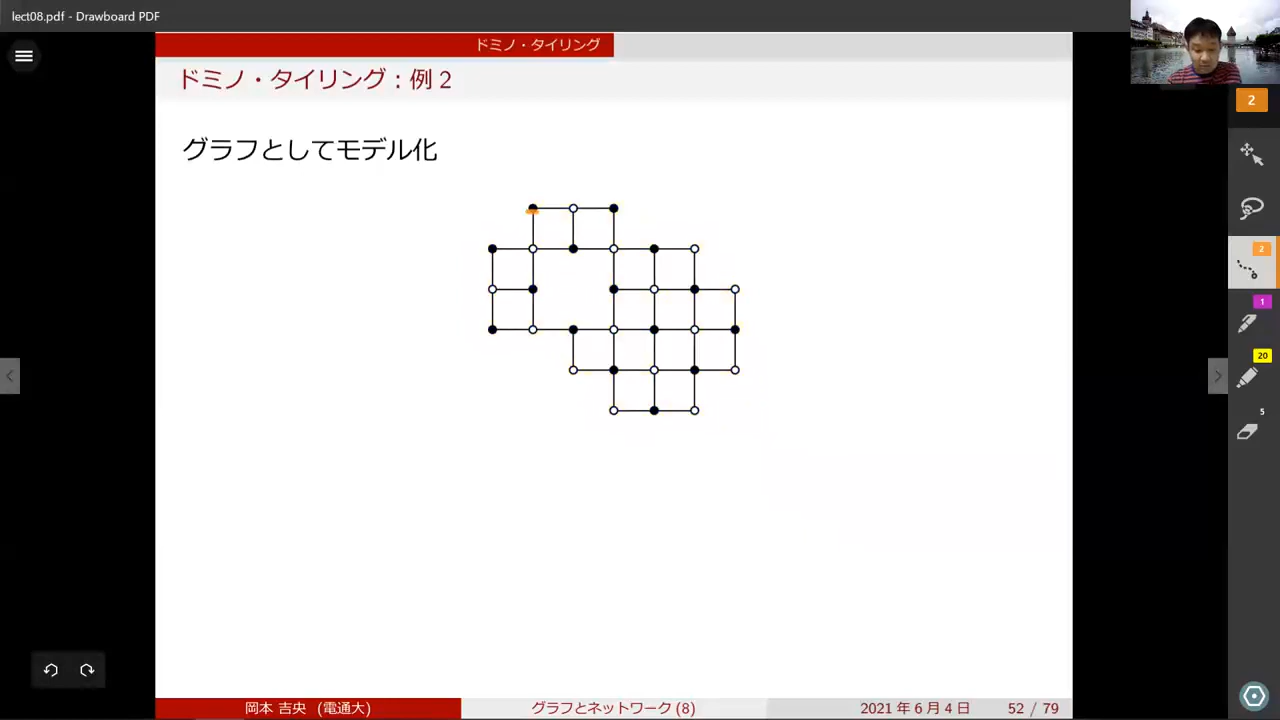 lect08.pdf - Drawboard PDF
ドミノ・タイリング
ドミノ・タイリング：例 2
2
グラフとしてモデル化
2
1
20
5
岡本 吉央 (電通大)
グラフとネットワーク (8)
2021 年 6 月 4 日 52 / 79